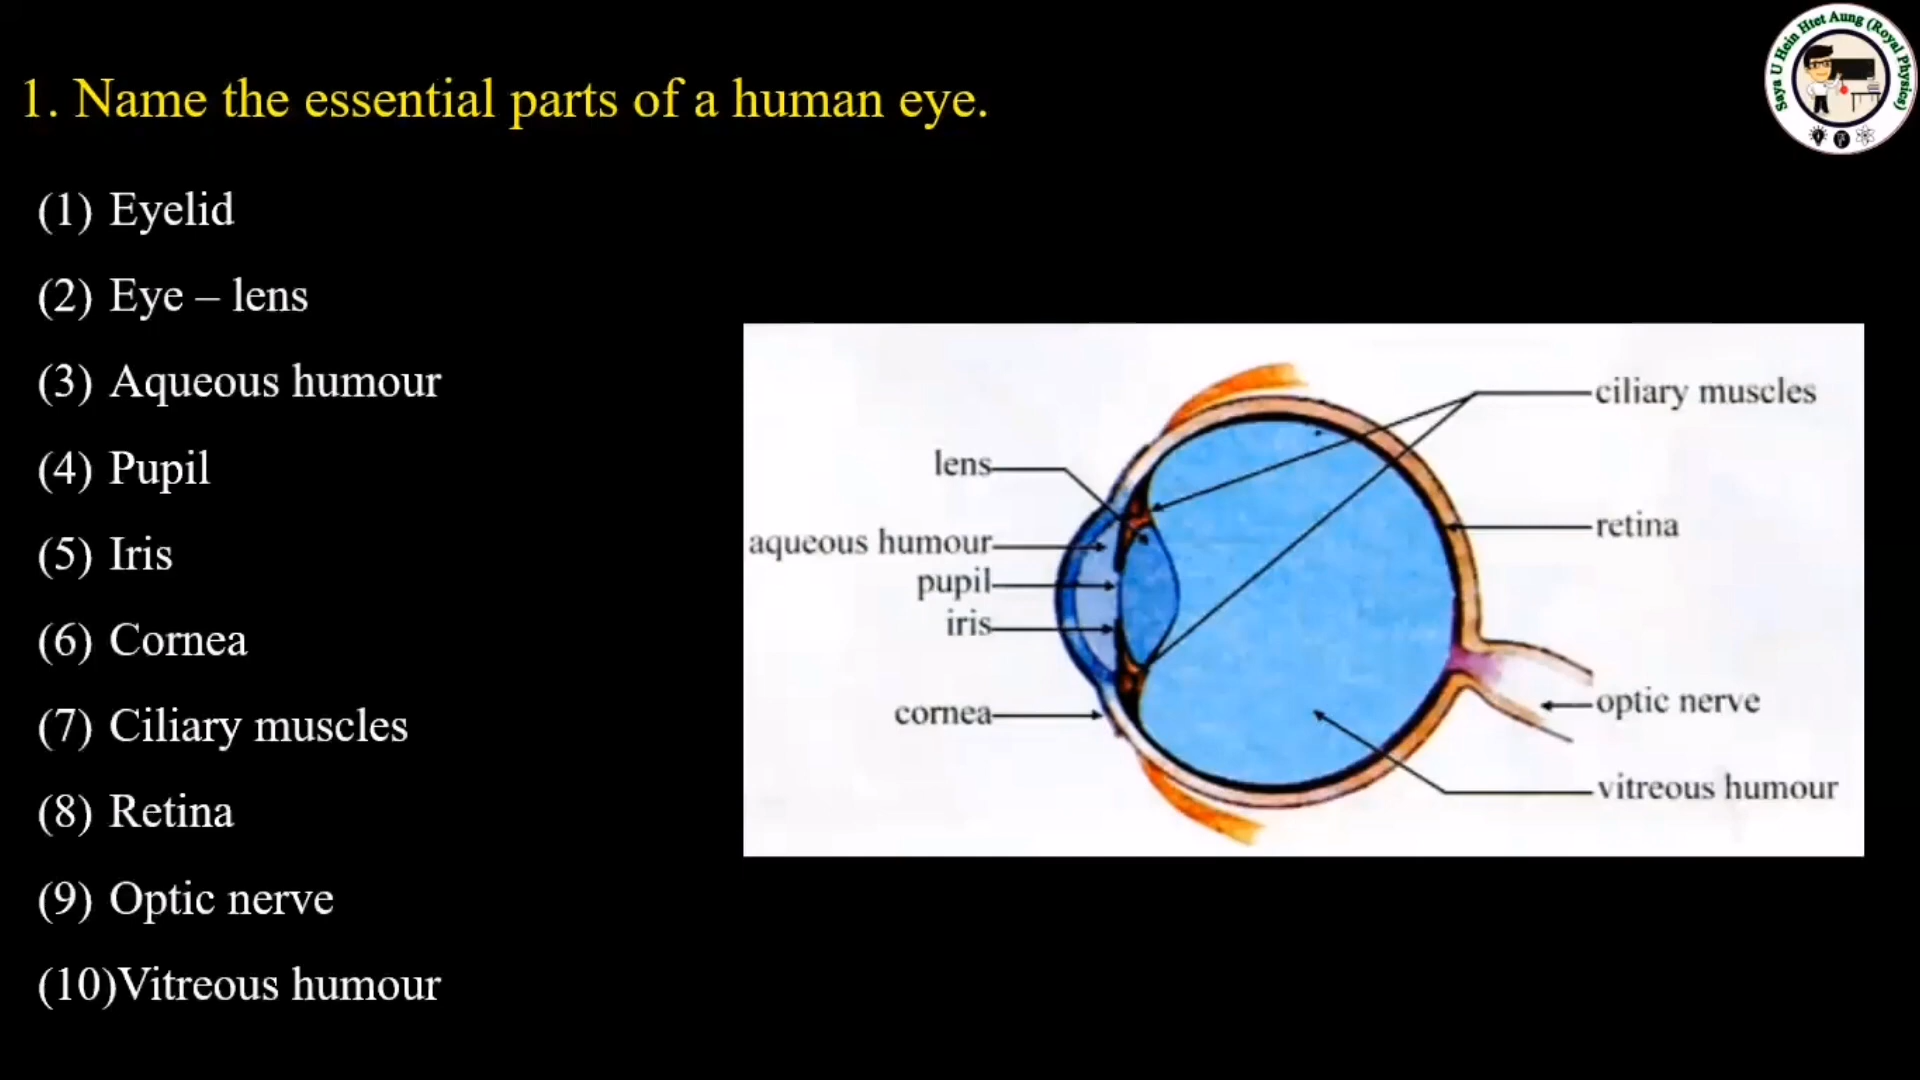 Saya U Hein Htet Aung (Royal Physics)
1. Name the essential parts of a human eye.
(1) Eyelid
(2) Eye – lens
(3) Aqueous humour
(4) Pupil
(5) Iris
(6) Cornea
(7) Ciliary muscles
(8) Retina
(9) Optic nerve
(10)Vitreous humour
lens
aqueous humour
pupil
iris
cornea
ciliary muscles
retina
optic nerve
vitreous humour